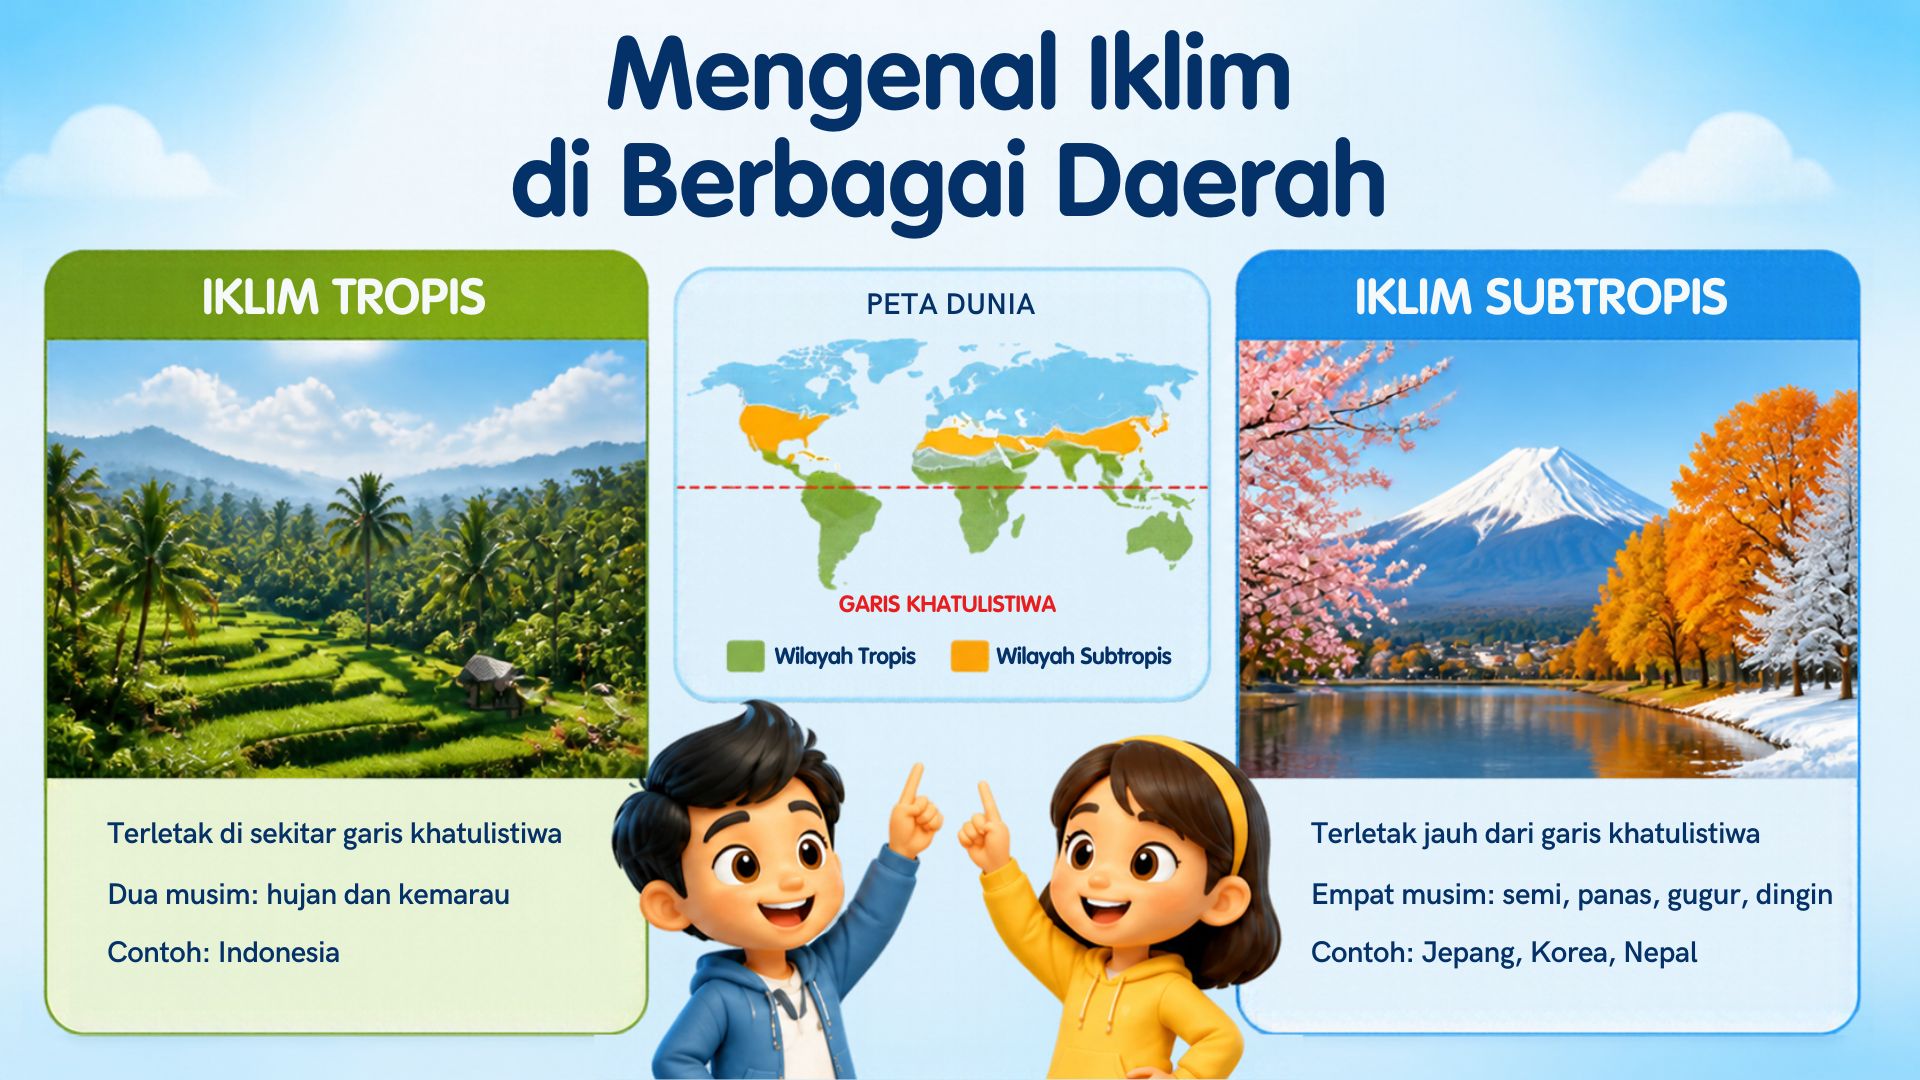 Mengenal Iklim
di Berbagai Daerah
IKLIM TROPIS
Terletak di sekitar garis khatulistiwa
Dua musim: hujan dan kemarau
Contoh: Indonesia
PETA DUNIA
GARIS KHATULISTIWA
Wilayah Tropis
Wilayah Subtropis
IKLIM SUBTROPIS
Terletak jauh dari garis khatulistiwa
Empat musim: semi, panas, gugur, dingin
Contoh: Jepang, Korea, Nepal